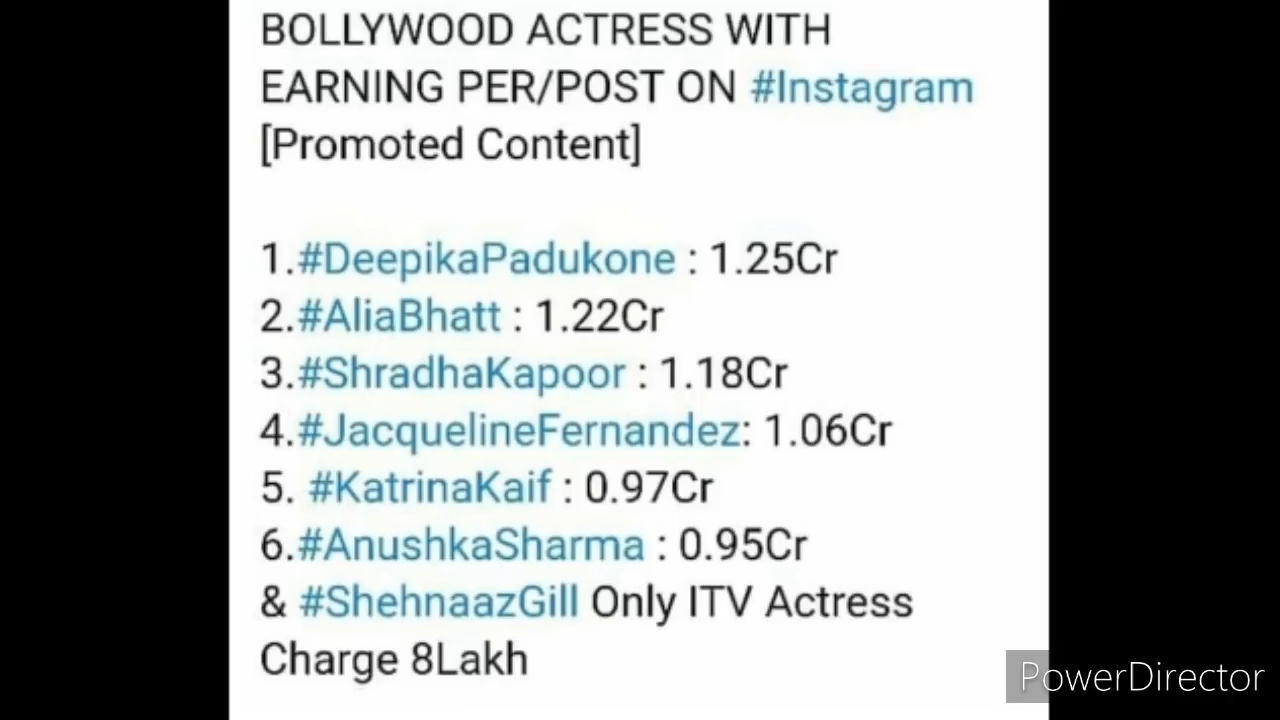 BOLLYWOOD ACTRESS WITH
EARNING PER/POST ON #Instagram
[Promoted Content]
1.#DeepikaPadukone : 1.25Cr
2.#AliaBhatt : 1.22Cr
3.#ShradhaKapoor : 1.18Cr
4.#JacquelineFernandez: 1.06Cr
5. #KatrinaKaif : 0.97Cr
6.#AnushkaSharma : 0.95Cr
& #ShehnaazGill Only ITV Actress
Charge 8Lakh
PowerDirector